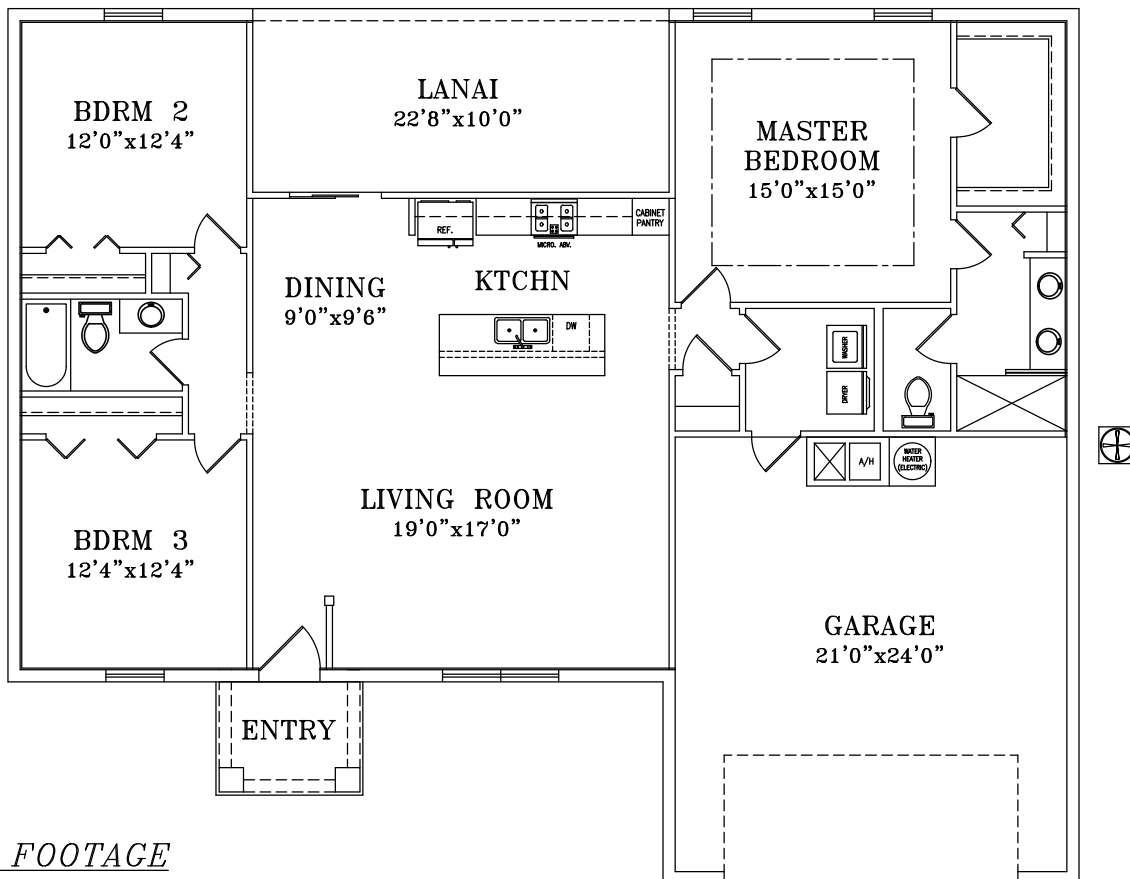 BDRM 2
12'0"x12'4"
LANAI
22'8"x10'0"
MASTER
BEDROOM
15'0"x15'0"
REF.
MICRO. ABV.
CABINET
PANTRY
DINING
9'0"x9'6"
KTCHN
DW
WASHER
DRYER
A/H
WATER
HEATER
(ELECTRIC)
LIVING ROOM
19'0"x17'0"
BDRM 3
12'4"x12'4"
GARAGE
21'0"x24'0"
ENTRY
FOOTAGE